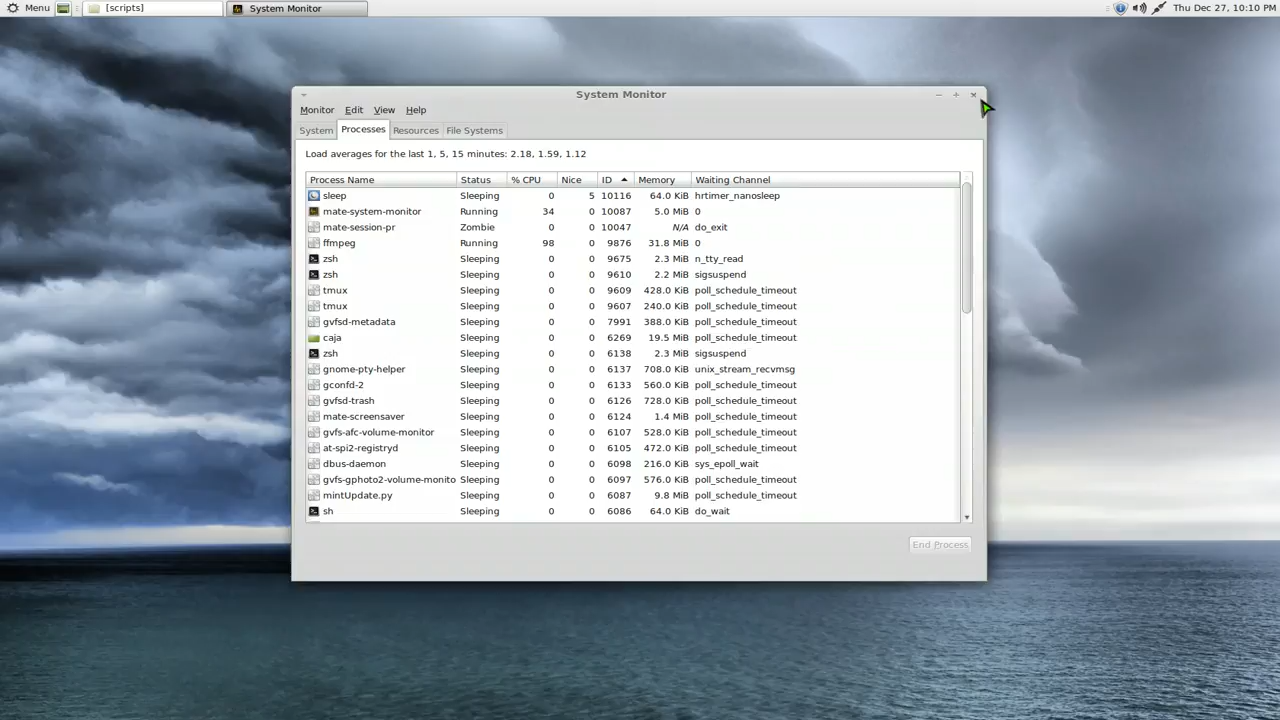 Menu [scripts] System Monitor Thu Dec 27, 10:10 PM
System Monitor
Monitor Edit View Help
System Processes Resources File Systems
Load averages for the last 1, 5, 15 minutes: 2.18, 1.59, 1.12
Process Name Status % CPU Nice ID Memory Waiting Channel
sleep Sleeping 0 5 10116 64.0 KiB hrtimer_nanosleep
mate-system-monitor Running 34 0 10087 5.0 MiB 0
mate-session-pr Zombie 0 0 10047 N/A do_exit
ffmpeg Running 98 0 9876 31.8 MiB 0
zsh Sleeping 0 0 9675 2.3 MiB n_tty_read
zsh Sleeping 0 0 9610 2.2 MiB sigsuspend
tmux Sleeping 0 0 9609 428.0 KiB poll_schedule_timeout
tmux Sleeping 0 0 9607 240.0 KiB poll_schedule_timeout
gvfsd-metadata Sleeping 0 0 7991 388.0 KiB poll_schedule_timeout
caja Sleeping 0 0 6269 19.5 MiB poll_schedule_timeout
zsh Sleeping 0 0 6138 2.3 MiB sigsuspend
gnome-pty-helper Sleeping 0 0 6137 708.0 KiB unix_stream_recvmsg
gconfd-2 Sleeping 0 0 6133 560.0 KiB poll_schedule_timeout
gvfsd-trash Sleeping 0 0 6126 728.0 KiB poll_schedule_timeout
mate-screensaver Sleeping 0 0 6124 1.4 MiB poll_schedule_timeout
gvfs-afc-volume-monitor Sleeping 0 0 6107 528.0 KiB poll_schedule_timeout
at-spi2-registryd Sleeping 0 0 6105 472.0 KiB poll_schedule_timeout
dbus-daemon Sleeping 0 0 6098 216.0 KiB sys_epoll_wait
gvfs-gphoto2-volume-monito Sleeping 0 0 6097 576.0 KiB poll_schedule_timeout
mintUpdate.py Sleeping 0 0 6087 9.8 MiB poll_schedule_timeout
sh Sleeping 0 0 6086 64.0 KiB do_wait
End Process